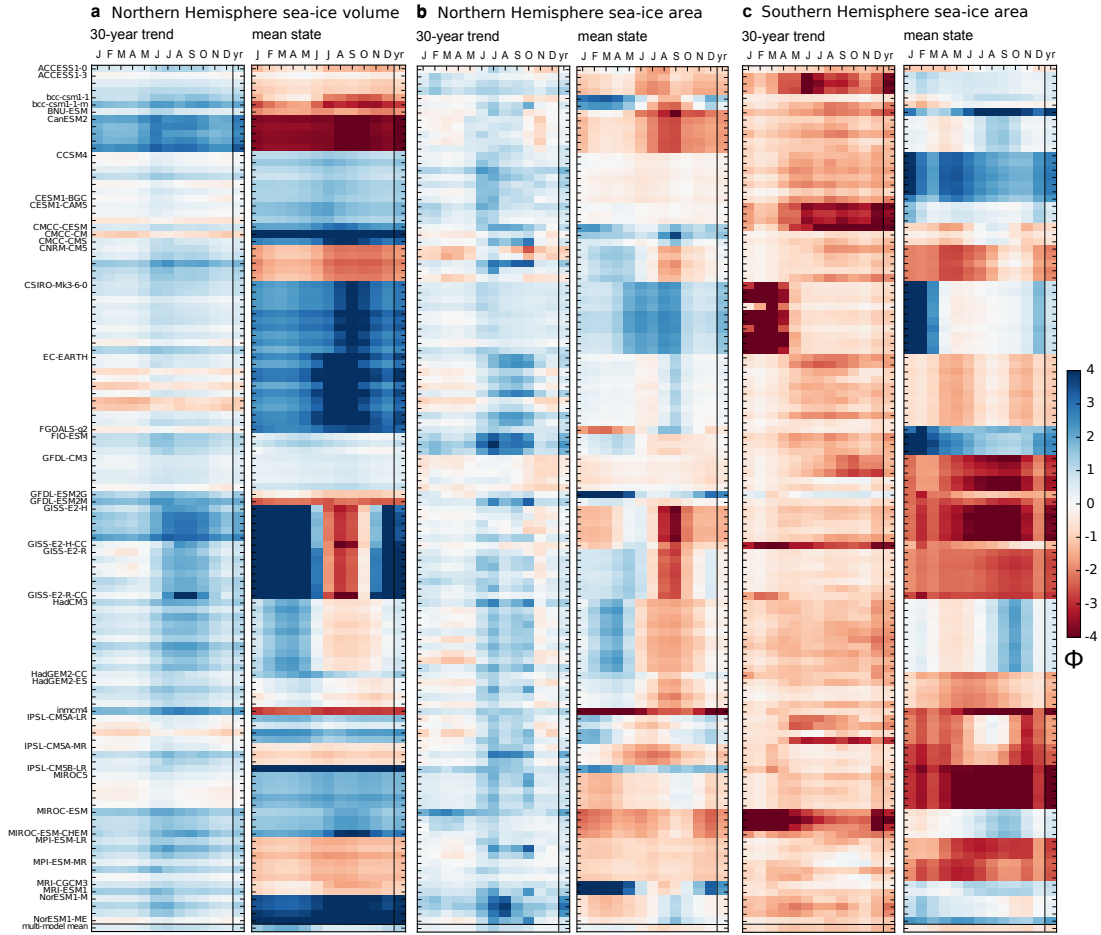 a Northern Hemisphere sea-ice volume
b Northern Hemisphere sea-ice area
c Southern Hemisphere sea-ice area
30-year trend
mean state
30-year trend
mean state
30-year trend
mean state
J F M A M J J A S O N D yr
J F M A M J J A S O N D yr
J F M A M J J A S O N D yr
J F M A M J J A S O N D yr
J F M A M J J A S O N D yr
J F M A M J J A S O N D yr
ACCESS1-0
ACCESS1-3
bcc-csm1-1
bcc-csm1-1-m
BNU-ESM
CanESM2
CCSM4
CESM1-BGC
CESM1-CAM5
CMCC-CESM
CMCC-CM
CMCC-CMS
CNRM-CM5
CSIRO-Mk3-6-0
EC-EARTH
FGOALS-g2
FIO-ESM
GFDL-CM3
GFDL-ESM2G
GFDL-ESM2M
GISS-E2-H
GISS-E2-H-CC
GISS-E2-R
GISS-E2-R-CC
HadCM3
HadGEM2-CC
HadGEM2-ES
inmcm4
IPSL-CM5A-LR
IPSL-CM5A-MR
IPSL-CM5B-LR
MIROC5
MIROC-ESM
MIROC-ESM-CHEM
MPI-ESM-LR
MPI-ESM-MR
MRI-CGCM3
MRI-ESM1
NorESM1-M
NorESM1-ME
multi-model mean
4
3
2
1
0
-1
-2
-3
-4
Φ